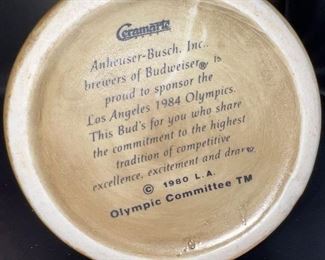 Ceramarte
Anheuser-Busch, Inc.,
brewers of Budweiser® is
proud to sponsor the
Los Angeles 1984 Olympics.
This Bud's for you who share
the commitment to the highest
tradition of competitive
excellence, excitement and drama.
© 1980 L.A.
Olympic Committee TM